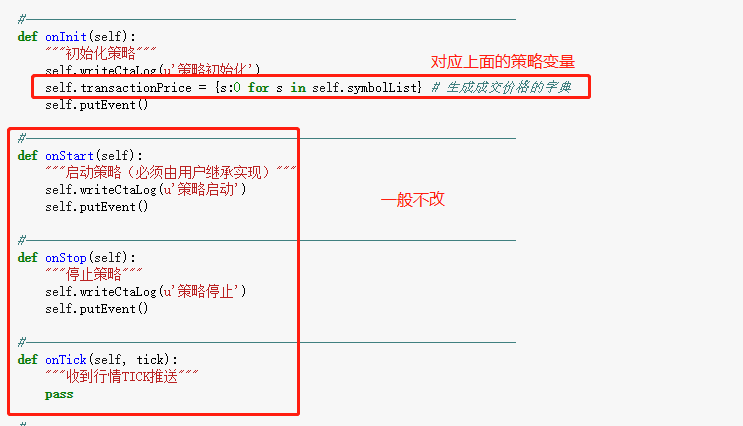 #--------------------------------------------------
def onInit(self):
"""初始化策略"""
self.writeCtaLog(u'策略初始化')
对应上面的策略变量
self.transactionPrice = {s:0 for s in self.symbolList} # 生成成交价格的字典
self.putEvent()
#--------------------------------------------------
def onStart(self):
"""启动策略（必须由用户继承实现）"""
self.writeCtaLog(u'策略启动')
一般不改
self.putEvent()
#--------------------------------------------------
def onStop(self):
"""停止策略"""
self.writeCtaLog(u'策略停止')
self.putEvent()
#--------------------------------------------------
def onTick(self, tick):
"""收到行情TICK推送"""
pass